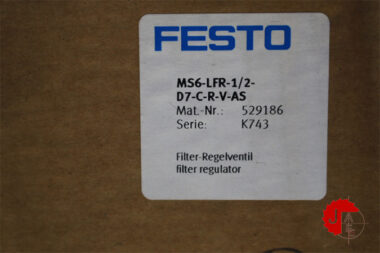 FESTO
MS6-LFR-1/2-
D7-C-R-V-AS
Mat.-Nr.: 529186
Serie: K743
Filter-Regelventil
filter regulator